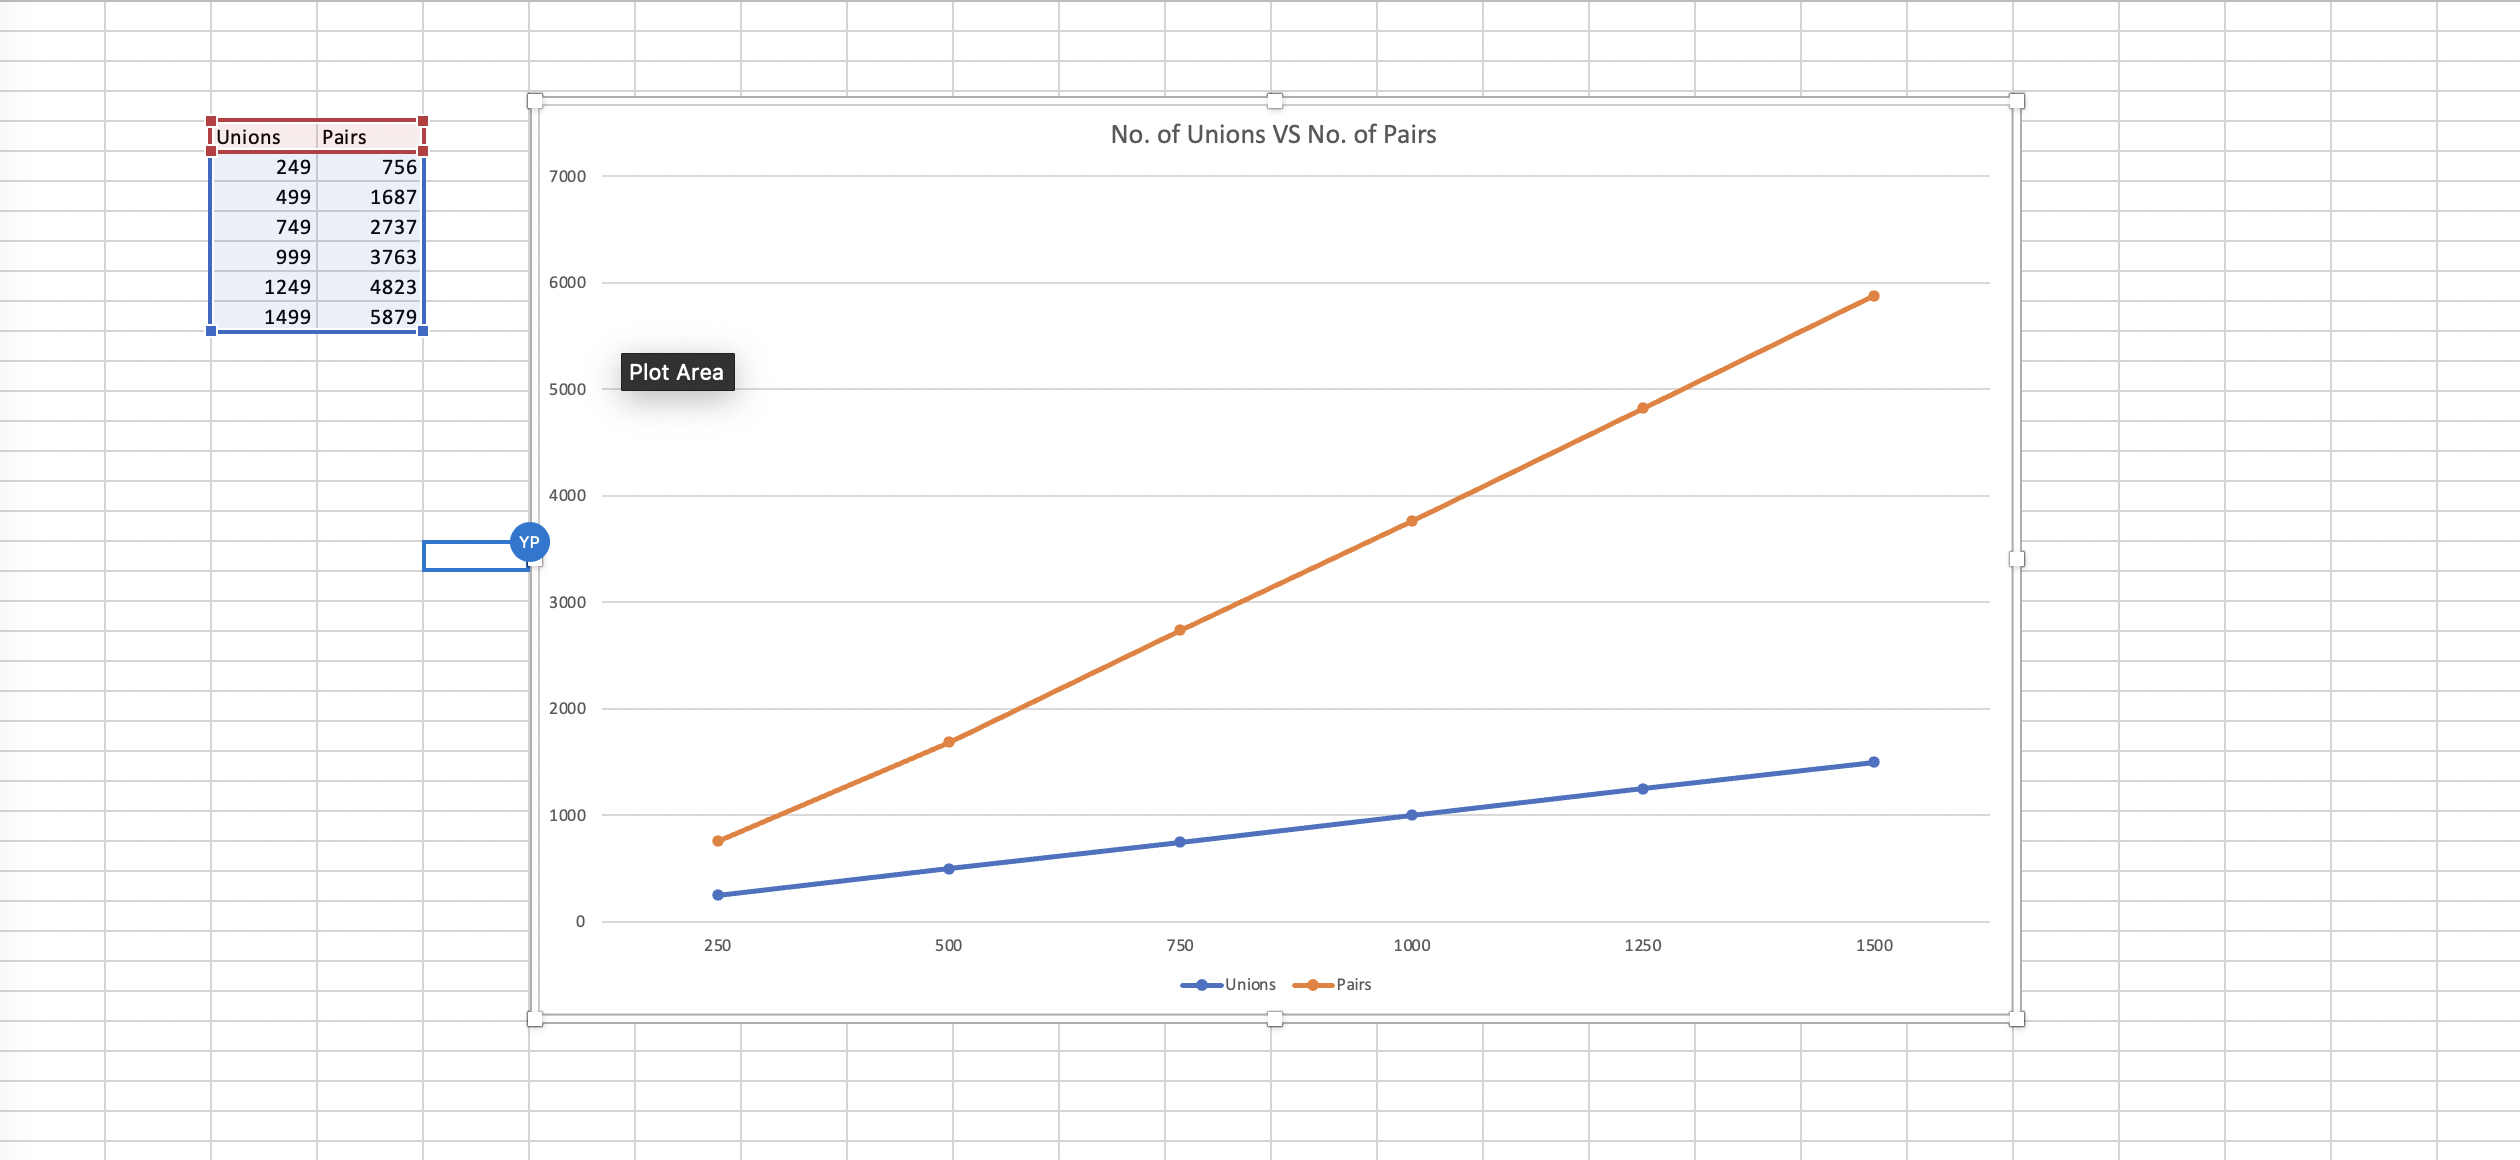 Unions Pairs
249 756
499 1687
749 2737
999 3763
1249 4823
1499 5879
No. of Unions VS No. of Pairs
7000
6000
Plot Area
5000
4000
YP
3000
2000
1000
0
250 500 750 1000 1250 1500
Unions Pairs